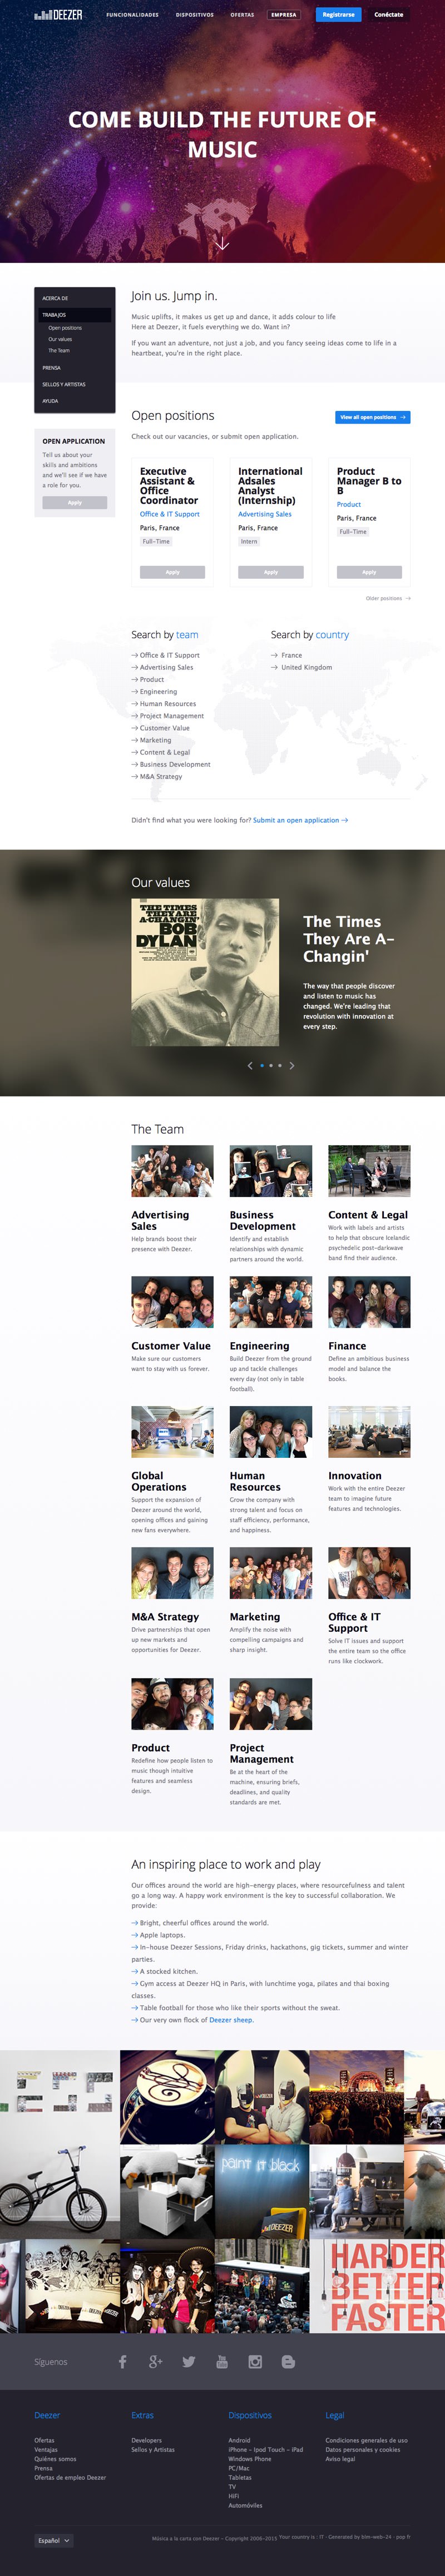 DEEZER
FUNCIONALIDADES
DISPOSITIVOS
OFERTAS
EMPRESA
Registrarse
Conéctate
COME BUILD THE FUTURE OF
MUSIC
ACERCA DE
TRABAJOS
Open positions
Our values
The Team
PRENSA
SELLOS Y ARTISTAS
AYUDA
OPEN APPLICATION
Tell us about your
skills and ambitions
and we'll see if we have
a role for you.
Apply
Join us. Jump in.
Music uplifts, it makes us get up and dance, it adds colour to life
Here at Deezer, it fuels everything we do. Want in?
If you want an adventure, not just a job, and you fancy seeing ideas come to life in a
heartbeat, you're in the right place.
Open positions
View all open positions
Check out our vacancies, or submit open application.
Executive
Assistant &
Office
Coordinator
Office & IT Support
Paris, France
Full-Time
Apply
International
Adsales
Analyst
(Internship)
Advertising Sales
Paris, France
Intern
Apply
Product
Manager B to
B
Product
Paris, France
Full-Time
Apply
Older positions
Search by team
Office & IT Support
Advertising Sales
Product
Engineering
Human Resources
Project Management
Customer Value
Marketing
Content & Legal
Business Development
M&A Strategy
Search by country
France
United Kingdom
Didn't find what you were looking for? Submit an open application
Our values
THE TIMES
THEY ARE
A-CHANGIN'
BOB
DYLAN
The Times
They Are A-
Changin'
The way that people discover
and listen to music has
changed. We're leading that
revolution with innovation at
every step.
The Team
Advertising
Sales
Help brands boost their
presence with Deezer.
Business
Development
Identify and establish
relationships with dynamic
partners around the world.
Content & Legal
Work with labels and artists
to help that obscure Icelandic
psychedelic post-darkwave
band find their audience.
Customer Value
Make sure our customers
want to stay with us forever.
Engineering
Build Deezer from the ground
up and tackle challenges
every day (not only in table
football).
Finance
Define an ambitious business
model and balance the
books.
Global
Operations
Support the expansion of
Deezer around the world,
opening offices and gaining
new fans everywhere.
Human
Resources
Grow the company with
strong talent and focus on
staff efficiency, performance,
and happiness.
Innovation
Work with the entire Deezer
team to imagine future
features and technologies.
M&A Strategy
Drive partnerships that open
up new markets and
opportunities for Deezer.
Marketing
Amplify the noise with
compelling campaigns and
sharp insight.
Office & IT
Support
Solve IT issues and support
the entire team so the office
runs like clockwork.
Product
Redefine how people listen to
music though intuitive
features and seamless
design.
Project
Management
Be at the heart of the
machine, ensuring briefs,
deadlines, and quality
standards are met.
An inspiring place to work and play
Our offices around the world are high-energy places, where resourcefulness and talent
go a long way. A happy work environment is the key to successful collaboration. We
provide:
Bright, cheerful offices around the world.
Apple laptops.
In-house Deezer Sessions, Friday drinks, hackathons, gig tickets, summer and winter
parties.
A stocked kitchen.
Gym access at Deezer HQ in Paris, with lunchtime yoga, pilates and thai boxing
classes.
Table football for those who like their sports without the sweat.
Our very own flock of Deezer sheep.
paint it black
DEEZER
HARDER
BETTER
FASTER
Síguenos
Deezer
Ofertas
Ventajas
Quiénes somos
Prensa
Ofertas de empleo Deezer
Extras
Developers
Sellos y Artistas
Dispositivos
Android
iPhone - Ipod Touch - iPad
Windows Phone
PC/Mac
Tabletas
TV
HiFi
Automóviles
Legal
Condiciones generales de uso
Datos personales y cookies
Aviso legal
Español
Música a la carta con Deezer - Copyright 2006-2015
Your country is : IT - Generated by blm-web-24 - pop fr